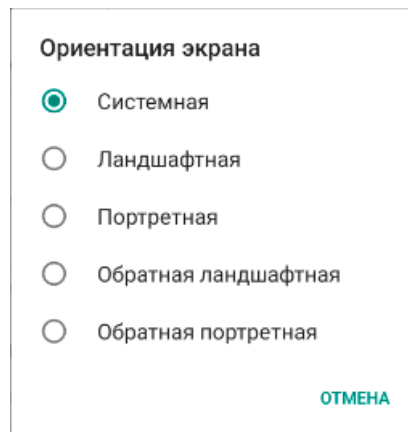 Ориентация экрана
Системная
Ландшафтная
Портретная
Обратная ландшафтная
Обратная портретная
ОТМЕНА